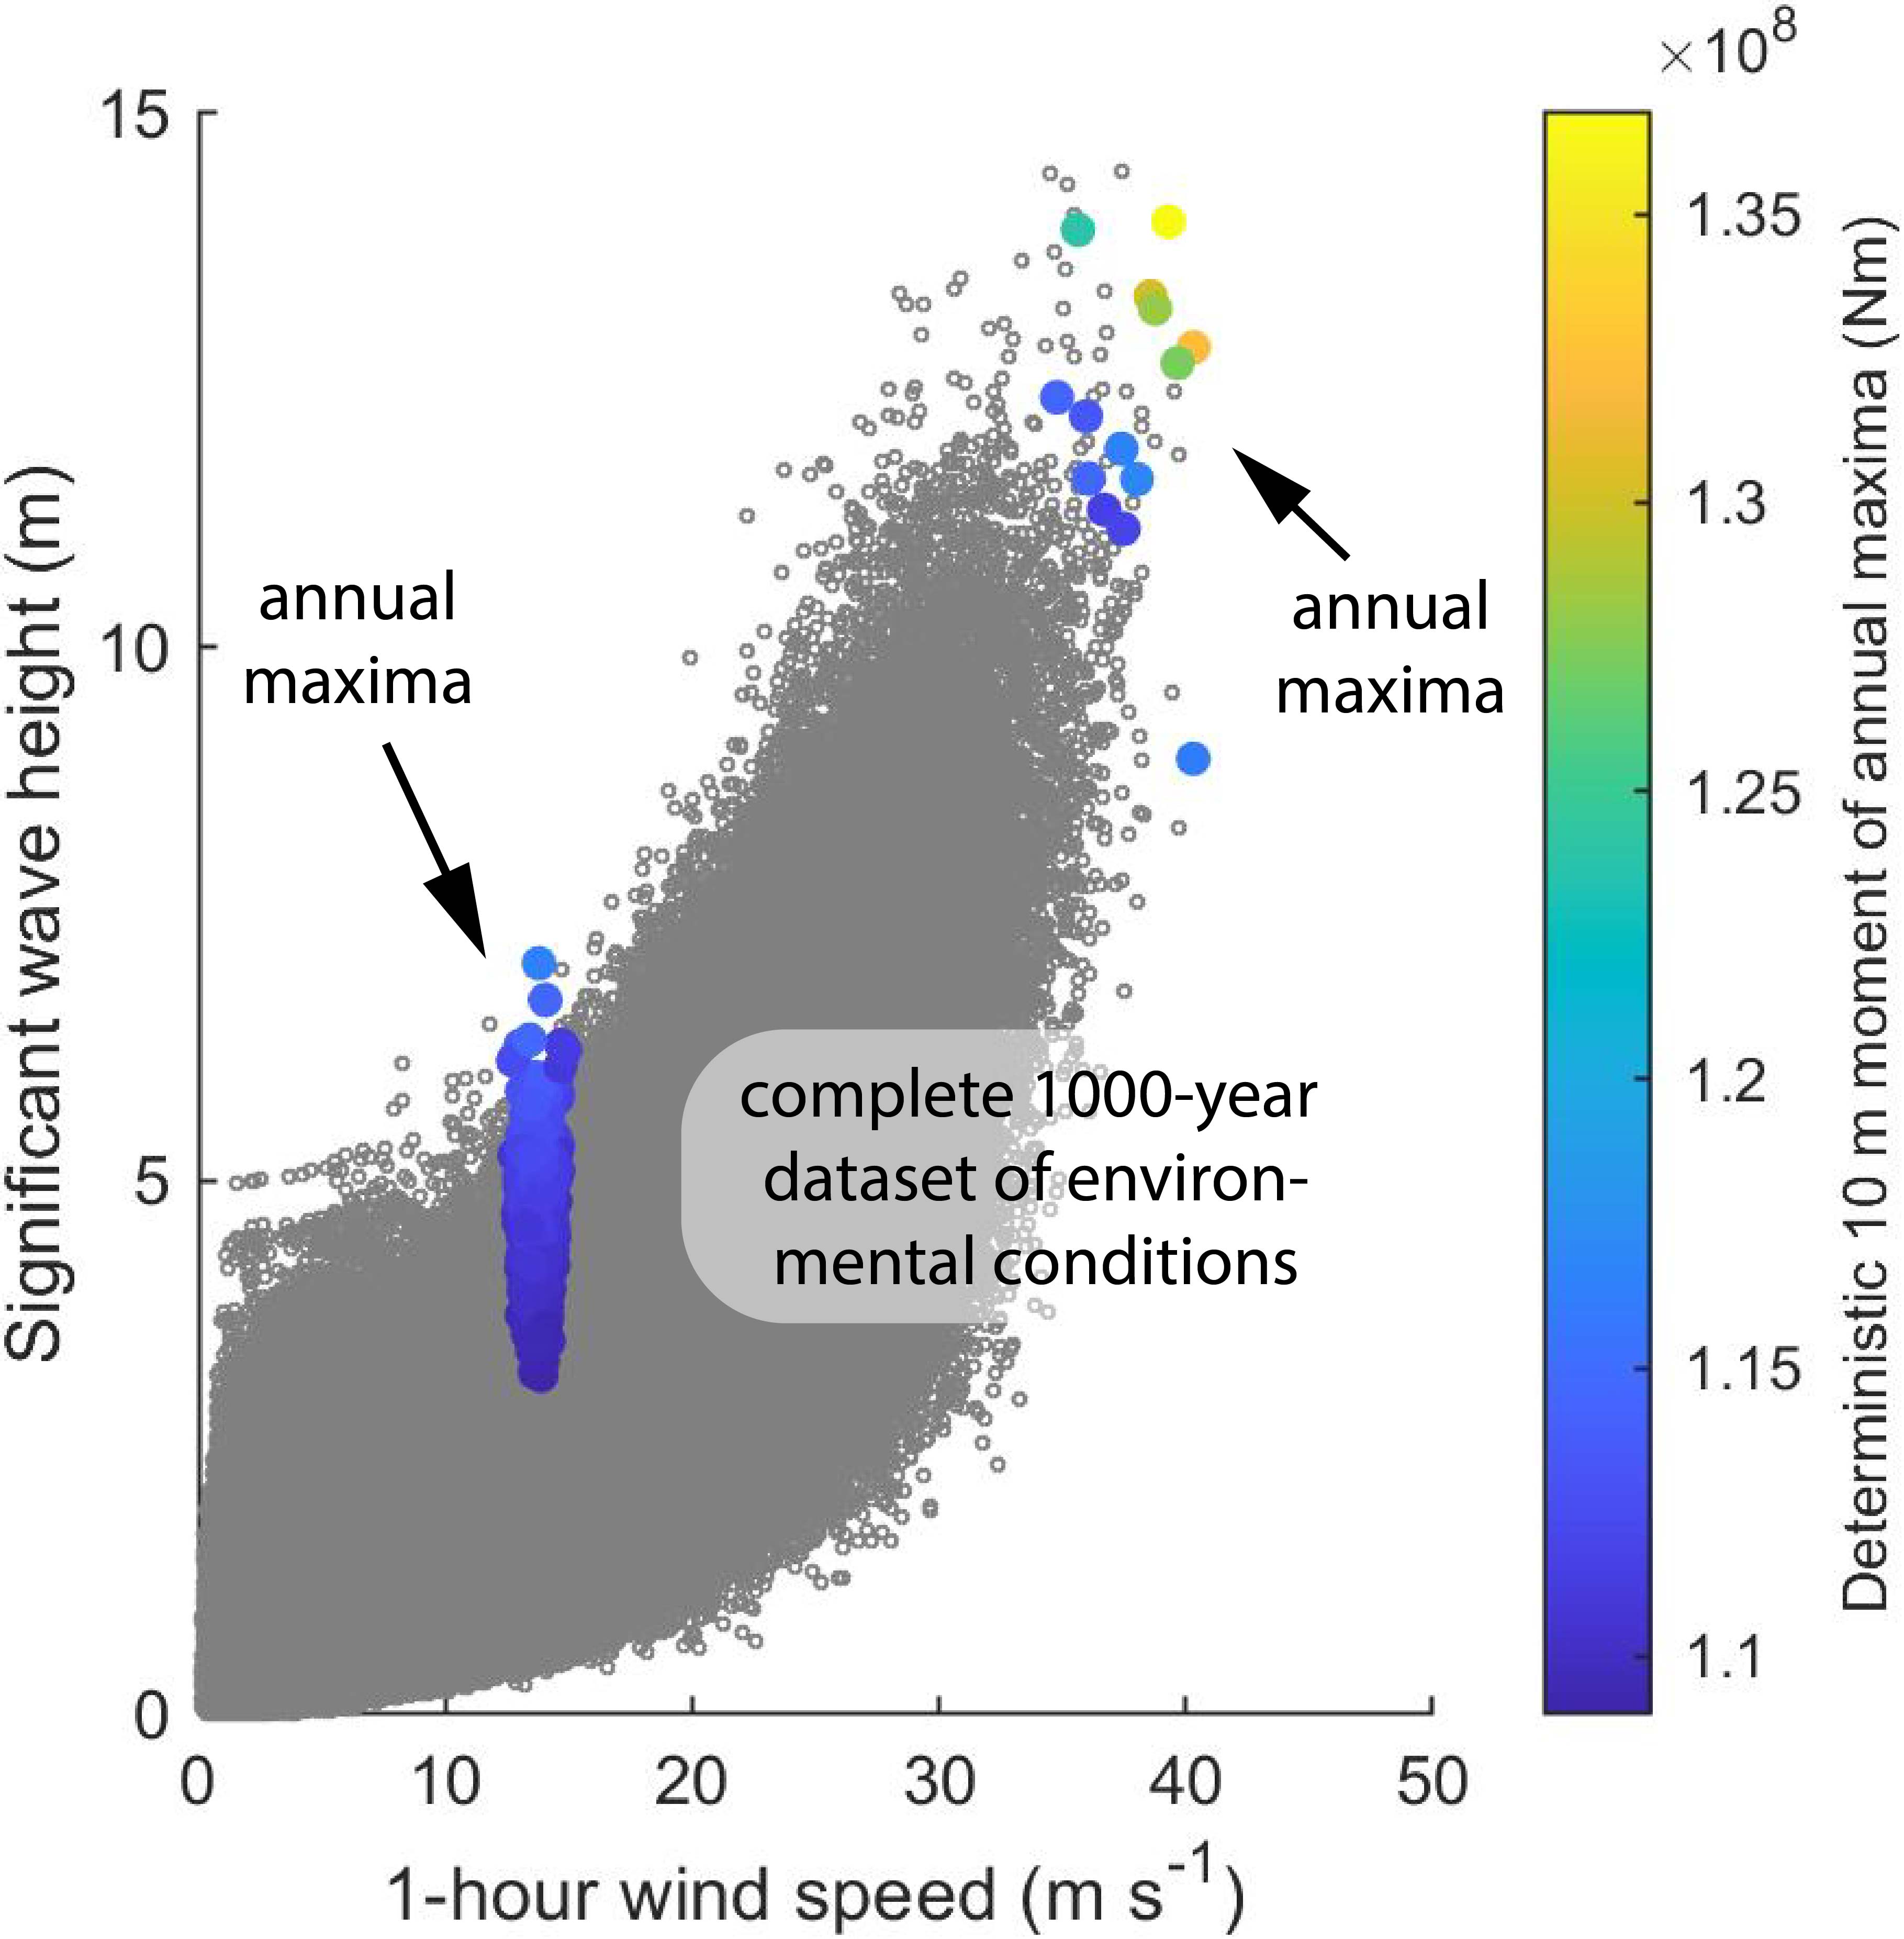 ×10⁸
15
10
5
0
0 10 20 30 40 50
Significant wave height (m)
1-hour wind speed (m s⁻¹)
annual
maxima
annual
maxima
complete 1000-year
dataset of environ-
mental conditions
1.35
1.3
1.25
1.2
1.15
1.1
Deterministic 10 m moment of annual maxima (Nm)